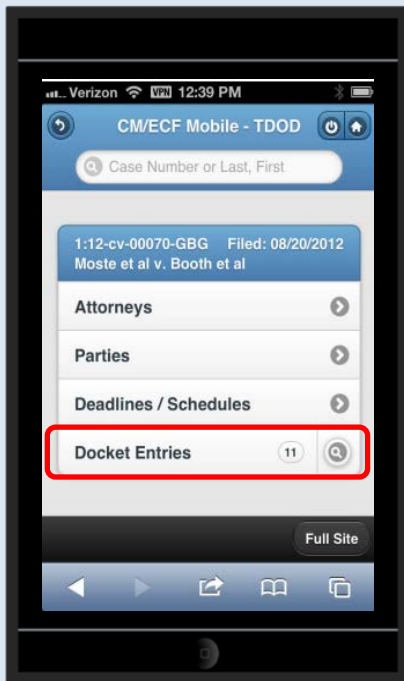 Verizon VPN 12:39 PM
CM/ECF Mobile - TDOD
Case Number or Last, First
1:12-cv-00070-GBG Filed: 08/20/2012
Moste et al v. Booth et al
Attorneys
Parties
Deadlines / Schedules
Docket Entries 11
Full Site